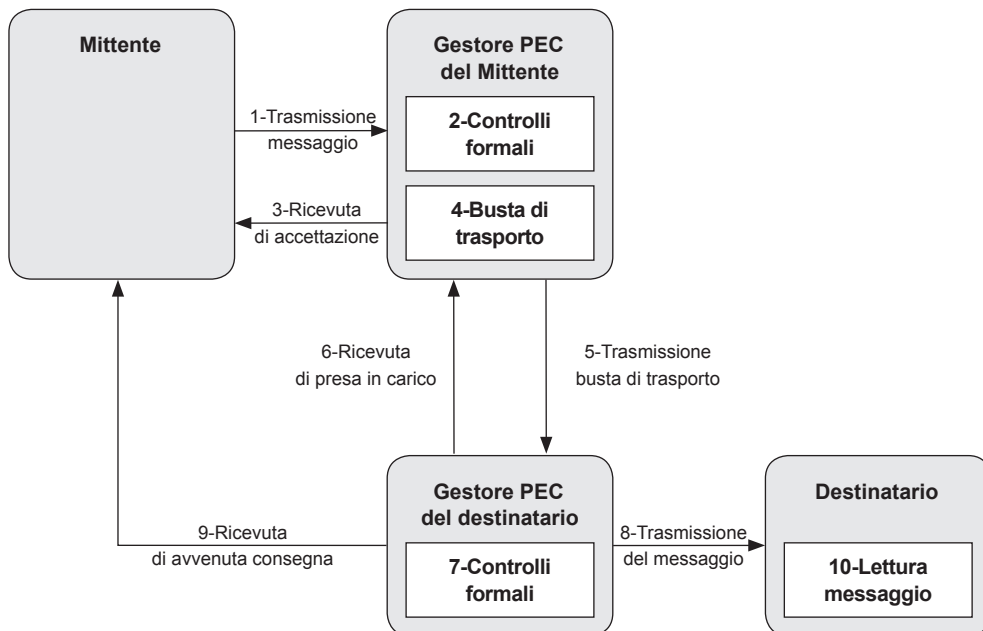 Mittente
Gestore PEC
del Mittente
1-Trasmissione
messaggio
2-Controlli
formali
3-Ricevuta
di accettazione
4-Busta di
trasporto
6-Ricevuta
di presa in carico
5-Trasmissione
busta di trasporto
Gestore PEC
del destinatario
Destinatario
9-Ricevuta
di avvenuta consegna
7-Controlli
formali
8-Trasmissione
del messaggio
10-Lettura
messaggio